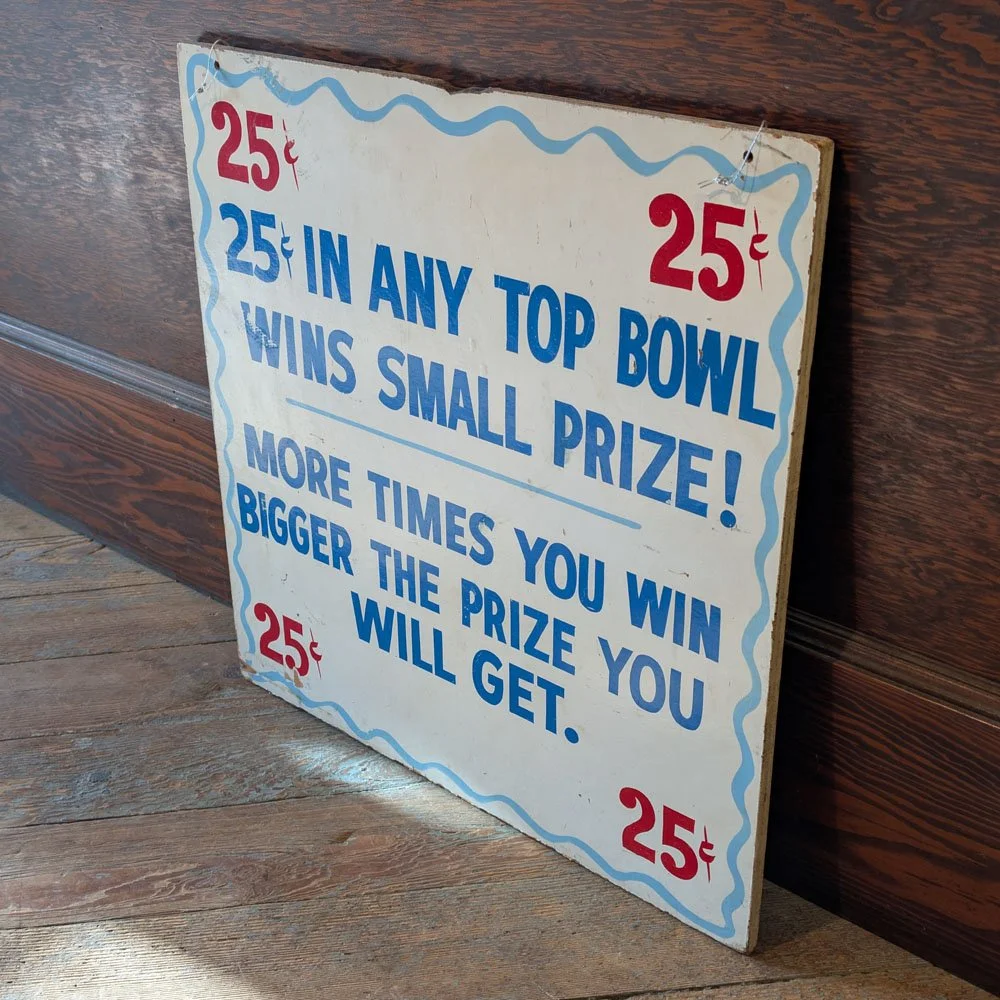 25¢
25¢
25¢ IN ANY TOP BOWL
WINS SMALL PRIZE!
MORE TIMES YOU WIN
BIGGER THE PRIZE YOU
WILL GET.
25¢
25¢